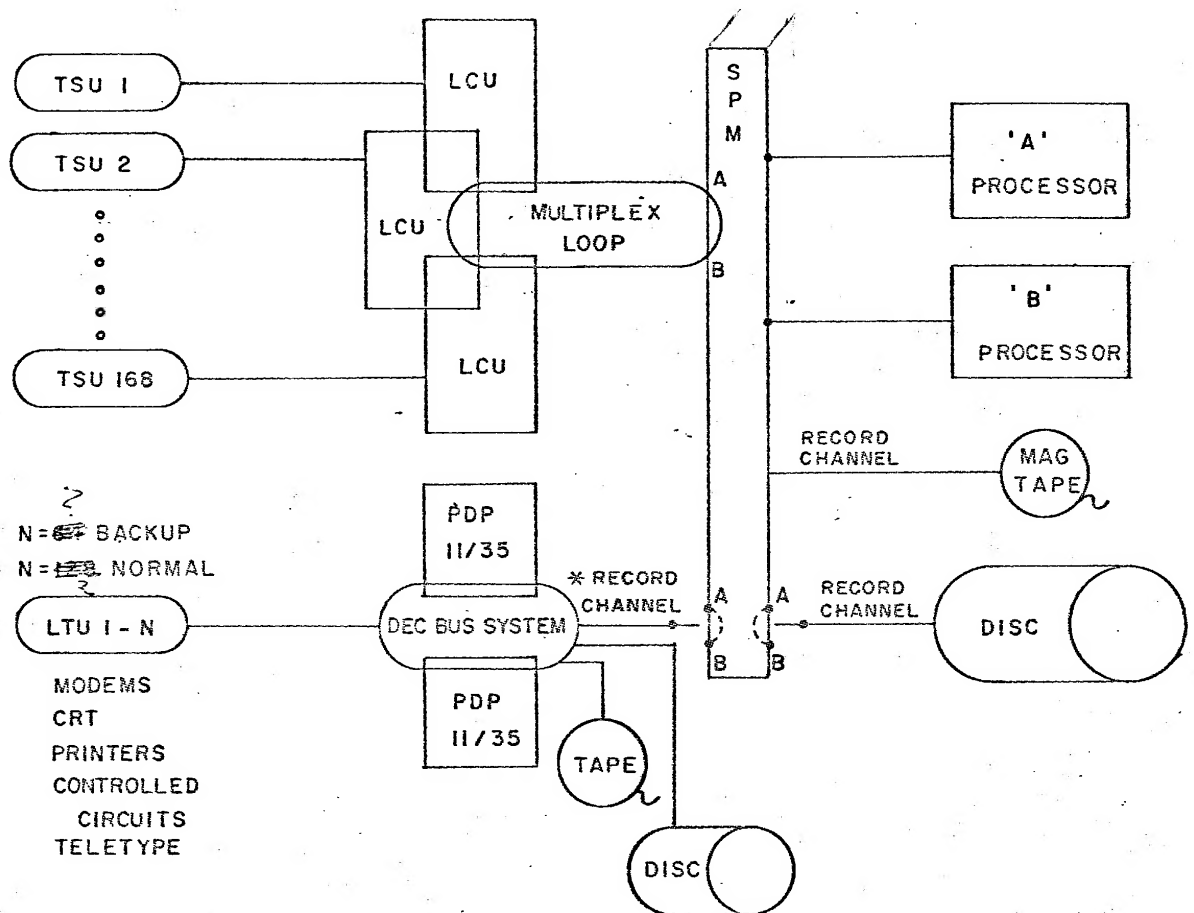 TSU 1
TSU 2
TSU 168
LCU
LCU
LCU
MULTIPLEX
LOOP
S
P
M
A
B
'A'
PROCESSOR
'B'
PROCESSOR
RECORD
CHANNEL
MAG
TAPE
?
N= BACKUP
N= NORMAL
?
LTU 1-N
MODEMS
CRT
PRINTERS
CONTROLLED
CIRCUITS
TELETYPE
PDP
11/35
DEC BUS SYSTEM
PDP
11/35
* RECORD
CHANNEL
A
B
A
B
RECORD
CHANNEL
DISC
TAPE
DISC